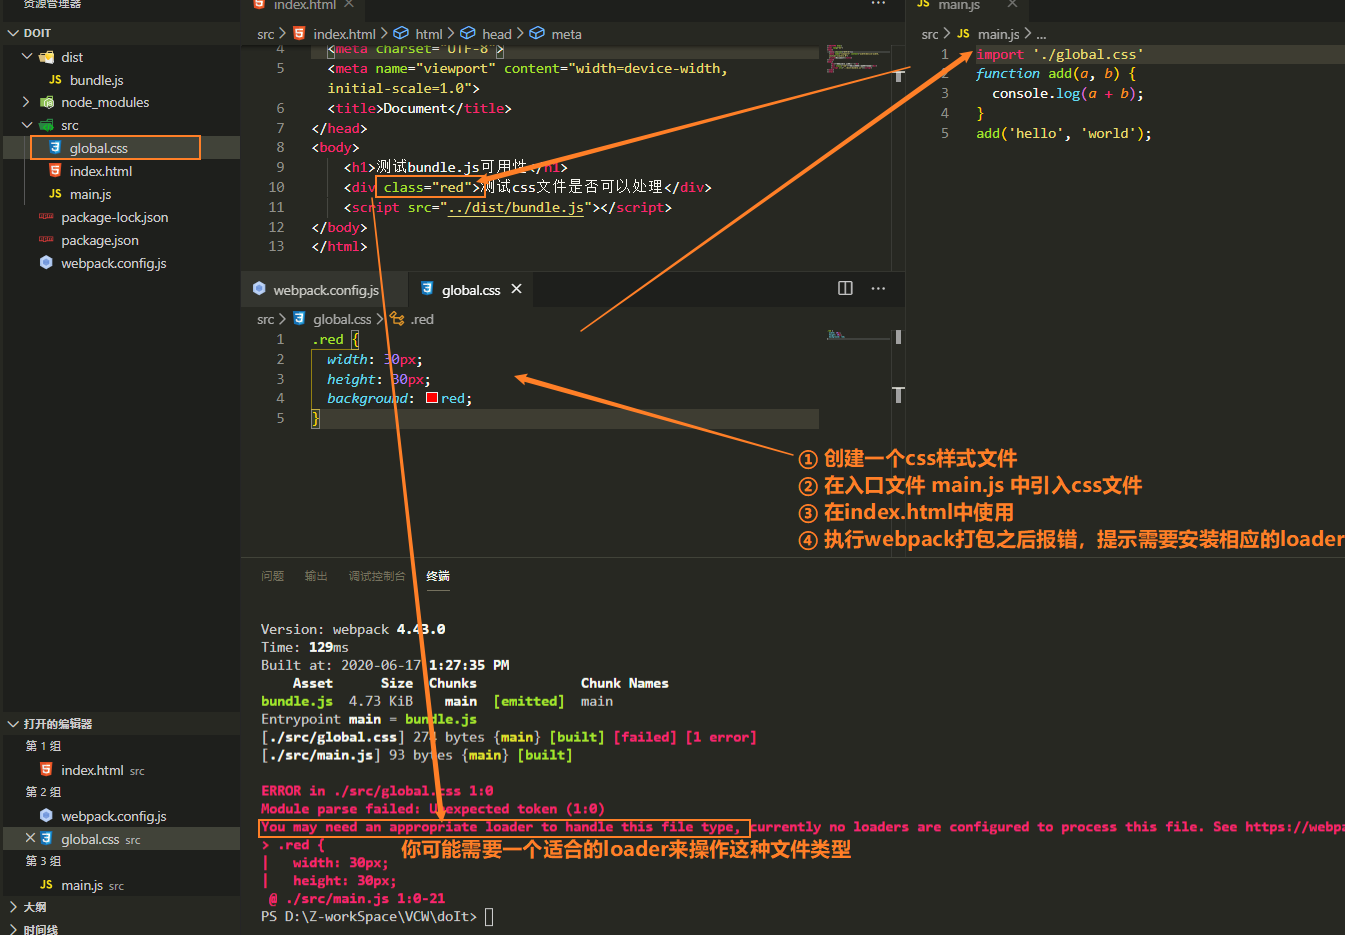 资源管理器
DOIT
dist
JS bundle.js
node_modules
src
global.css
index.html
JS main.js
package-lock.json
package.json
webpack.config.js
打开的编辑器
第 1 组
index.html src
第 2 组
webpack.config.js
global.css src
第 3 组
JS main.js src
大纲
时间线
index.html
src > index.html > html > head > meta
4 <meta charset="UTF-8">
5 <meta name="viewport" content="width=device-width,
initial-scale=1.0">
6 <title>Document</title>
7 </head>
8 <body>
9 <h1>测试bundle.js可用性</h1>
10 <div class="red">测试css文件是否可以处理</div>
11 <script src="../dist/bundle.js"></script>
12 </body>
13 </html>
JS main.js
src > JS main.js > ...
1 import './global.css'
2 function add(a, b) {
3 console.log(a + b);
4 }
5 add('hello', 'world');
webpack.config.js
global.css
src > global.css > .red
1 .red {
2 width: 30px;
3 height: 30px;
4 background: red;
5 }
① 创建一个css样式文件
② 在入口文件 main.js 中引入css文件
③ 在index.html中使用
④ 执行webpack打包之后报错，提示需要安装相应的loader
问题 输出 调试控制台 终端
Version: webpack 4.43.0
Time: 129ms
Built at: 2020-06-17 1:27:35 PM
Asset Size Chunks Chunk Names
bundle.js 4.73 KiB main [emitted] main
Entrypoint main = bundle.js
[./src/global.css] 274 bytes {main} [built] [failed] [1 error]
[./src/main.js] 93 bytes {main} [built]
ERROR in ./src/global.css 1:0
Module parse failed: Unexpected token (1:0)
You may need an appropriate loader to handle this file type, currently no loaders are configured to process this file. See https://webpa
> .red {
| width: 30px;
| height: 30px;
@ ./src/main.js 1:0-21
你可能需要一个适合的loader来操作这种文件类型
PS D:\Z-workSpace\VCW\doIt>